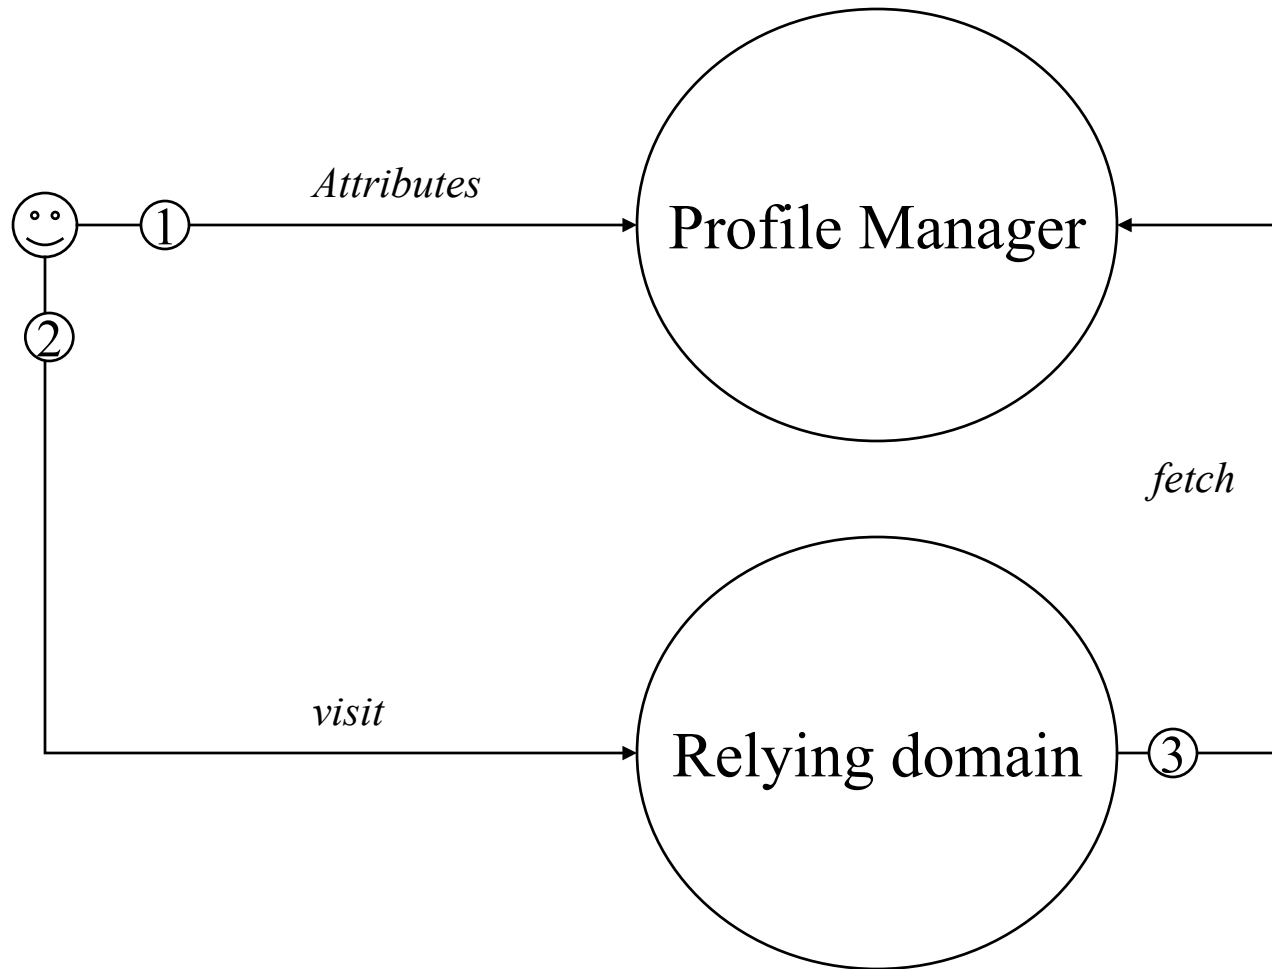 Attributes
1
Profile Manager
2
fetch
visit
Relying domain
3